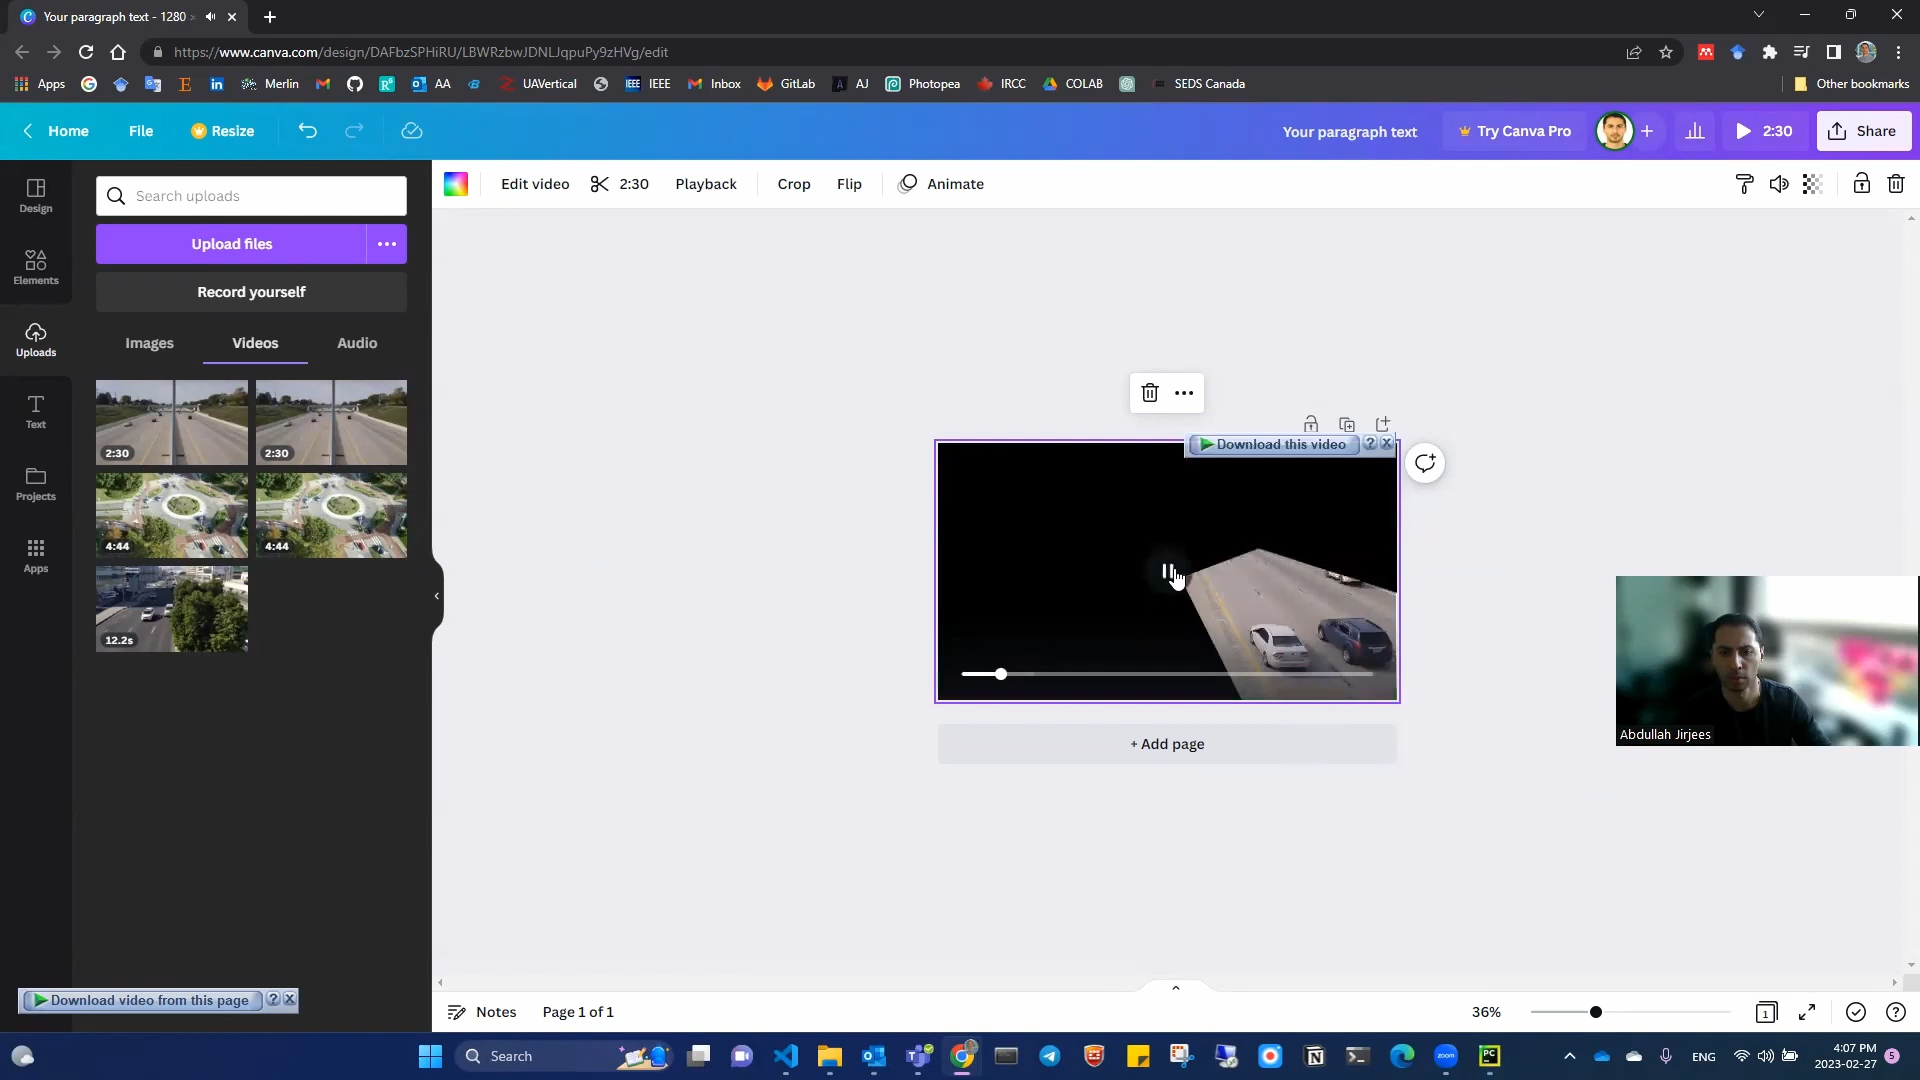 Your paragraph text - 1280
https://www.canva.com/design/DAFbzSPHiRU/LBWRzbwJDNLJqpuPy9zHVg/edit
Apps
Merlin
AA
UAVertical
IEEE
IEEE
Inbox
GitLab
AJ
Photopea
IRCC
COLAB
SEDS Canada
Other bookmarks
Home
File
Resize
Your paragraph text
Try Canva Pro
2:30
Share
Design
Elements
Uploads
Text
Projects
Apps
Search uploads
Upload files
Record yourself
Images
Videos
Audio
2:30
2:30
4:44
4:44
12.2s
Edit video
2:30
Playback
Crop
Flip
Animate
Download this video
?
X
+ Add page
Abdullah Jirjees
Download video from this page
?
X
Notes
Page 1 of 1
36%
1
?
Search
zoom
PC
ENG
4:07 PM
2023-02-27
5